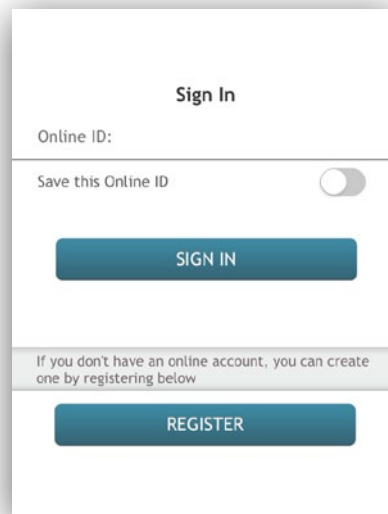 Sign In
Online ID:
Save this Online ID
SIGN IN
If you don't have an online account, you can create
one by registering below
REGISTER